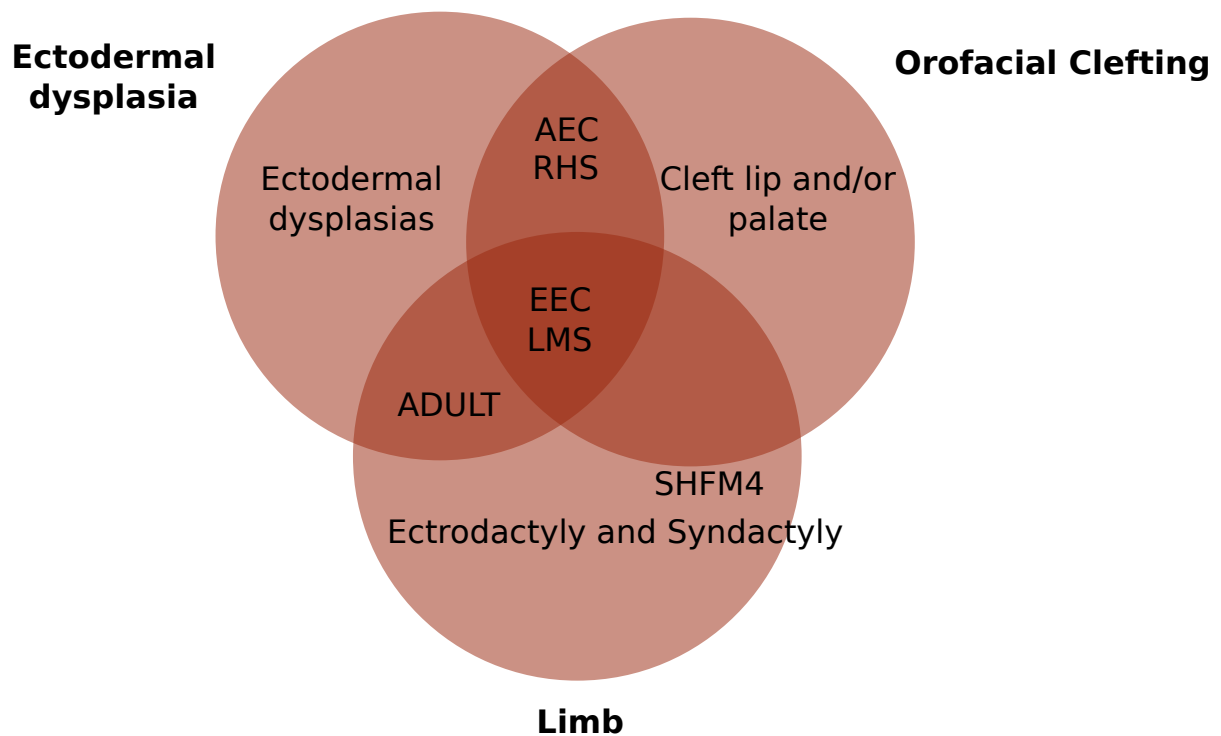 Ectodermal
dysplasia
Orofacial Clefting
AEC
RHS
Ectodermal
dysplasias
Cleft lip and/or
palate
EEC
LMS
ADULT
SHFM4
Ectrodactyly and Syndactyly
Limb